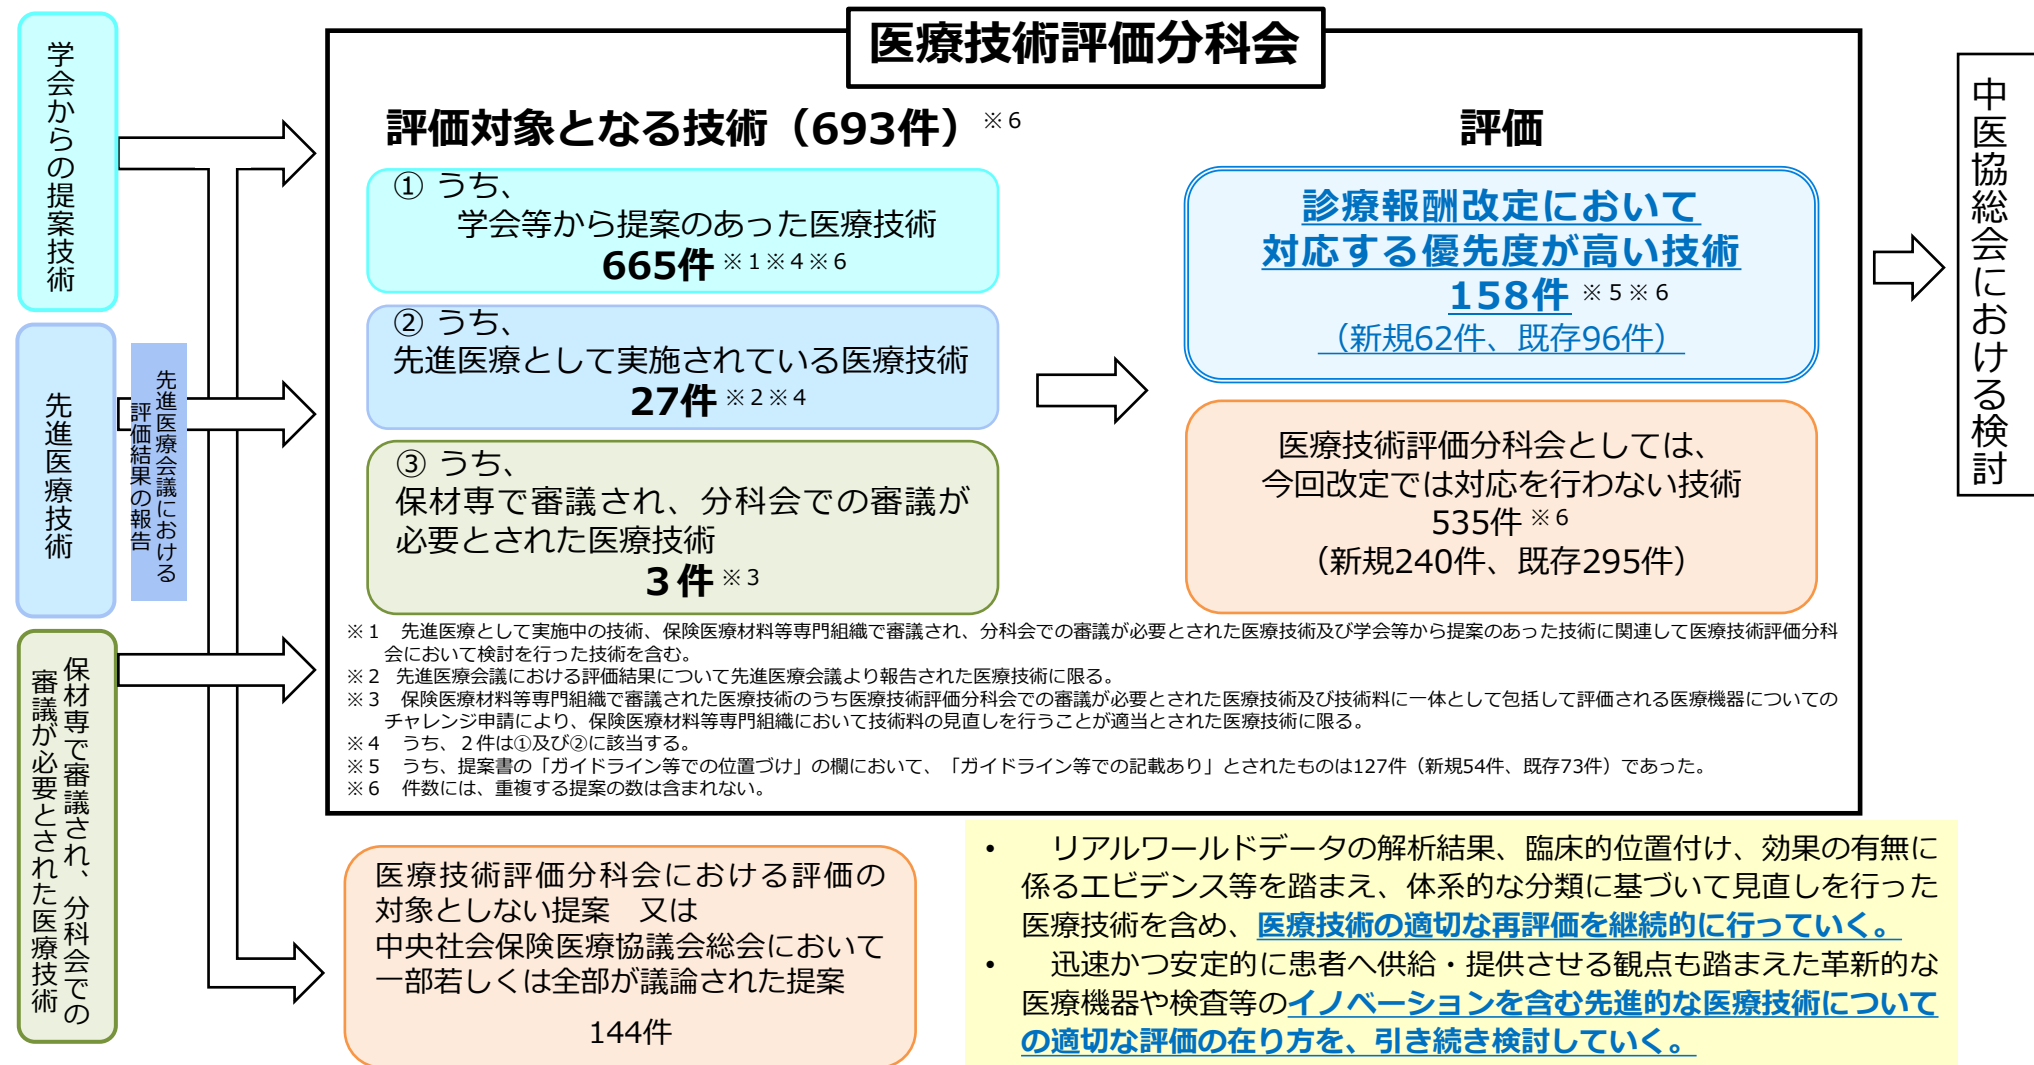 医療技術評価分科会
学会からの提案技術
先進医療技術
先進医療会議における
評価結果の報告
保材専で審議され、分科会での
審議が必要とされた医療技術
評価対象となる技術（693件）※６
① うち、
学会等から提案のあった医療技術
665件 ※１※４※６
② うち、
先進医療として実施されている医療技術
27件 ※２※４
③ うち、
保材専で審議され、分科会での審議が
必要とされた医療技術
３件 ※３
評価
診療報酬改定において
対応する優先度が高い技術
158件 ※５※６
（新規62件、既存96件）
医療技術評価分科会としては、
今回改定では対応を行わない技術
535件 ※６
（新規240件、既存295件）
中医協総会における検討
※１　先進医療として実施中の技術、保険医療材料等専門組織で審議され、分科会での審議が必要とされた医療技術及び学会等から提案のあった技術に関連して医療技術評価分科
会において検討を行った技術を含む。
※２ 先進医療会議における評価結果について先進医療会議より報告された医療技術に限る。
※３　保険医療材料等専門組織で審議された医療技術のうち医療技術評価分科会での審議が必要とされた医療技術及び技術料に一体として包括して評価される医療機器についての
チャレンジ申請により、保険医療材料等専門組織において技術料の見直しを行うことが適当とされた医療技術に限る。
※４　うち、２件は①及び②に該当する。
※５　うち、提案書の「ガイドライン等での位置づけ」の欄において、「ガイドライン等での記載あり」とされたものは127件（新規54件、既存73件）であった。
※６　件数には、重複する提案の数は含まれない。
医療技術評価分科会における評価の
対象としない提案　又は
中央社会保険医療協議会総会において
一部若しくは全部が議論された提案
144件
•　リアルワールドデータの解析結果、臨床的位置付け、効果の有無に
係るエビデンス等を踏まえ、体系的な分類に基づいて見直しを行った
医療技術を含め、医療技術の適切な再評価を継続的に行っていく。
•　迅速かつ安定的に患者へ供給・提供させる観点も踏まえた革新的な
医療機器や検査等のイノベーションを含む先進的な医療技術について
の適切な評価の在り方を、引き続き検討していく。